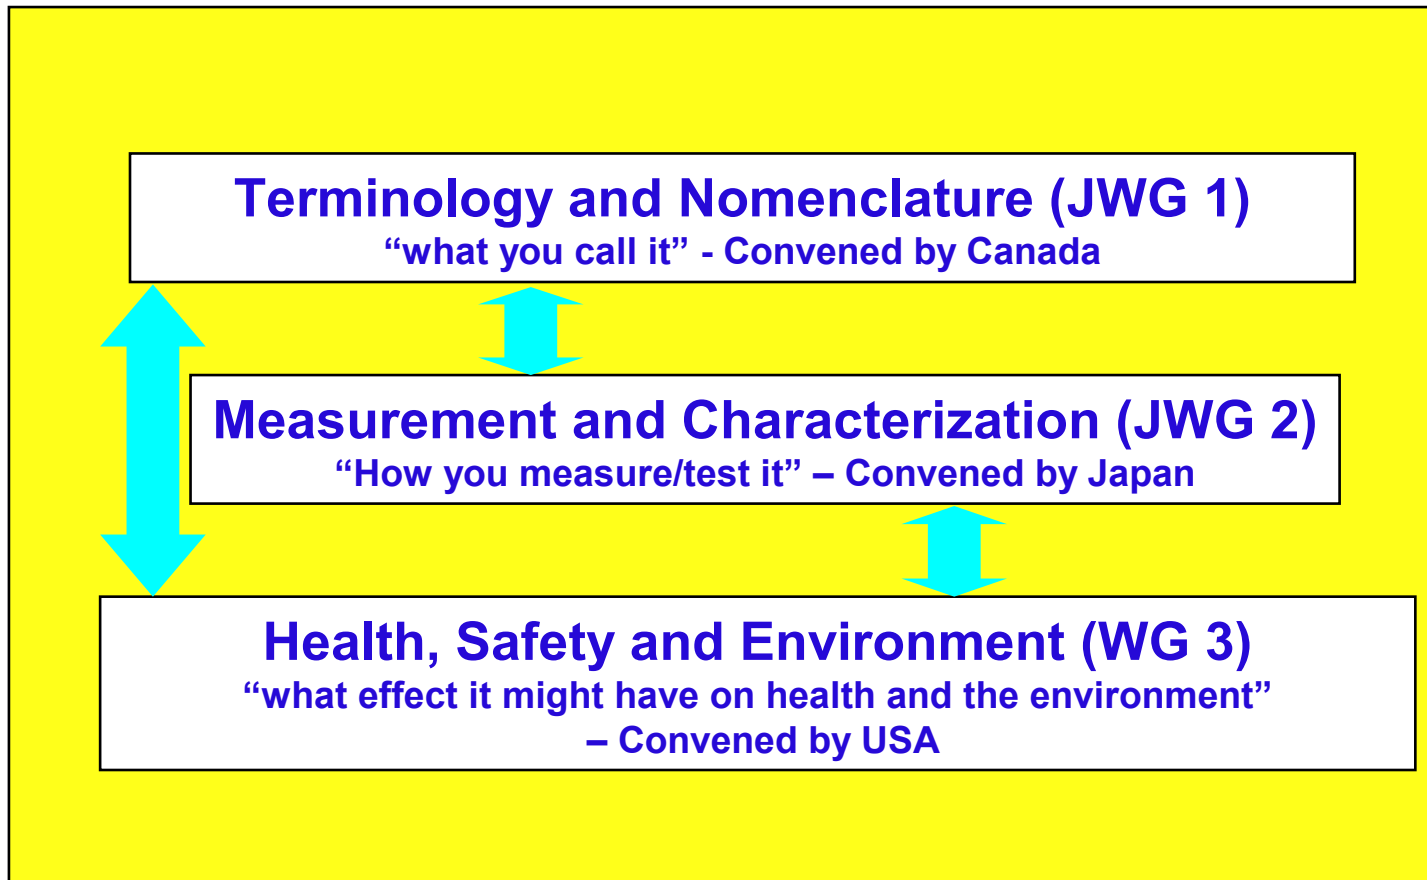 Terminology and Nomenclature (JWG 1)
“what you call it” - Convened by Canada
Measurement and Characterization (JWG 2)
“How you measure/test it” – Convened by Japan
Health, Safety and Environment (WG 3)
“what effect it might have on health and the environment”
– Convened by USA